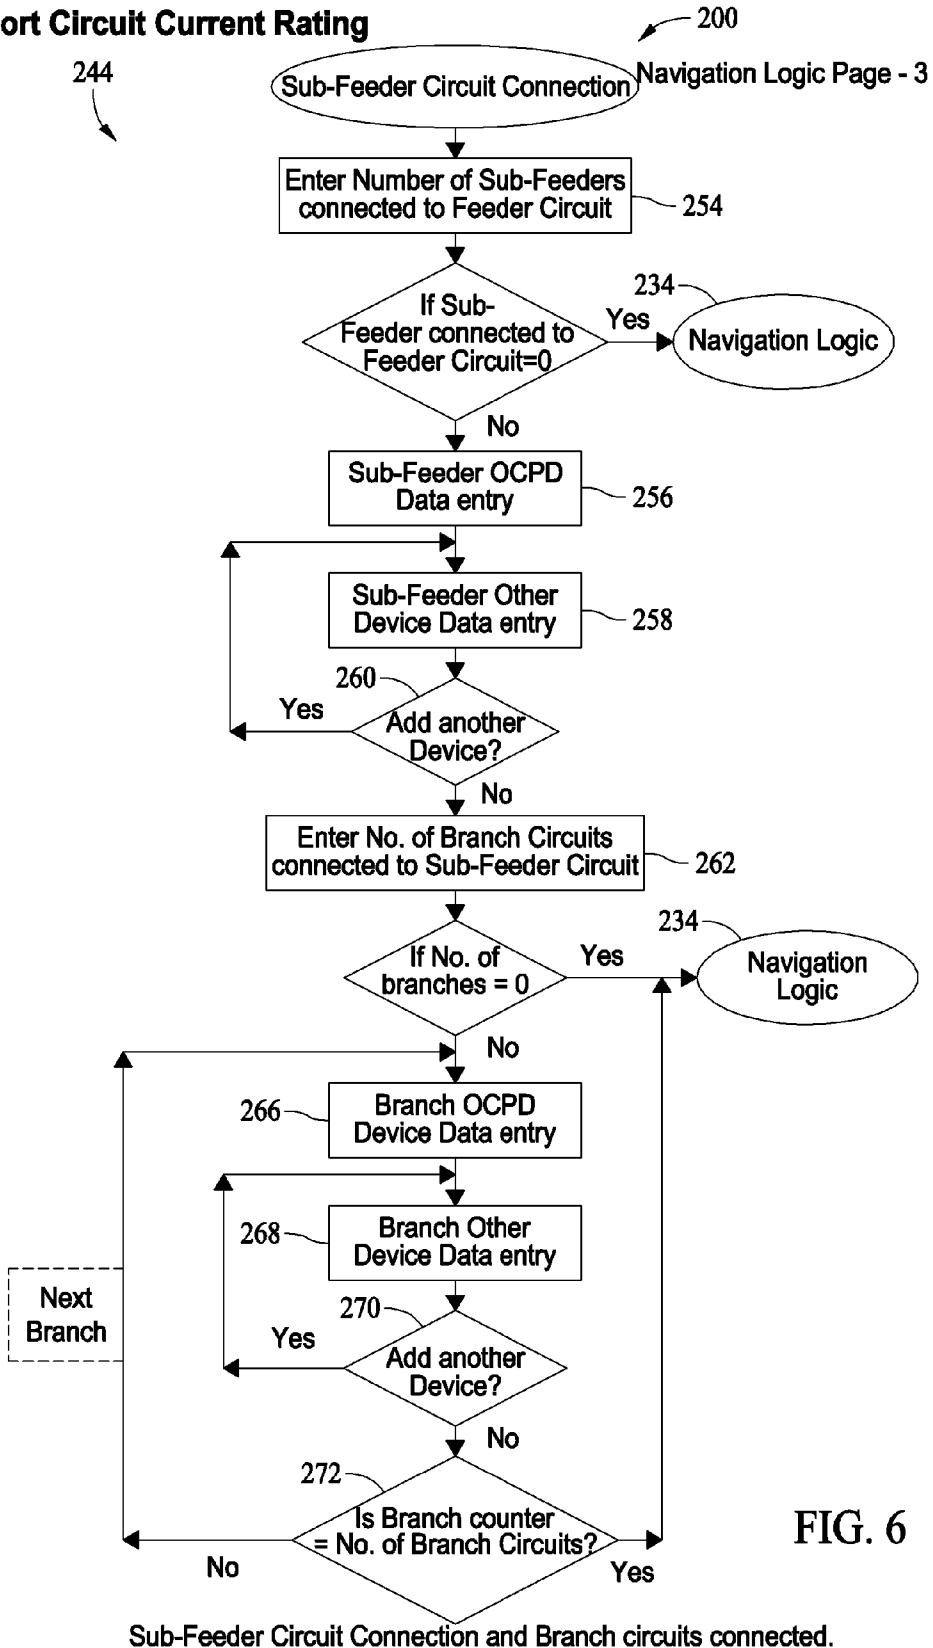 ort Circuit Current Rating
200
244
Sub-Feeder Circuit Connection
Navigation Logic Page - 3
Enter Number of Sub-Feeders
connected to Feeder Circuit
254
If Sub-
Feeder connected to
Feeder Circuit=0
Yes
234
Navigation Logic
No
Sub-Feeder OCPD
Data entry
256
Sub-Feeder Other
Device Data entry
258
260
Yes
Add another
Device?
No
Enter No. of Branch Circuits
connected to Sub-Feeder Circuit
262
If No. of
branches = 0
Yes
234
Navigation
Logic
No
266
Branch OCPD
Device Data entry
268
Branch Other
Device Data entry
Next
Branch
270
Yes
Add another
Device?
No
272
Is Branch counter
= No. of Branch Circuits?
No
Yes
FIG. 6
Sub-Feeder Circuit Connection and Branch circuits connected.